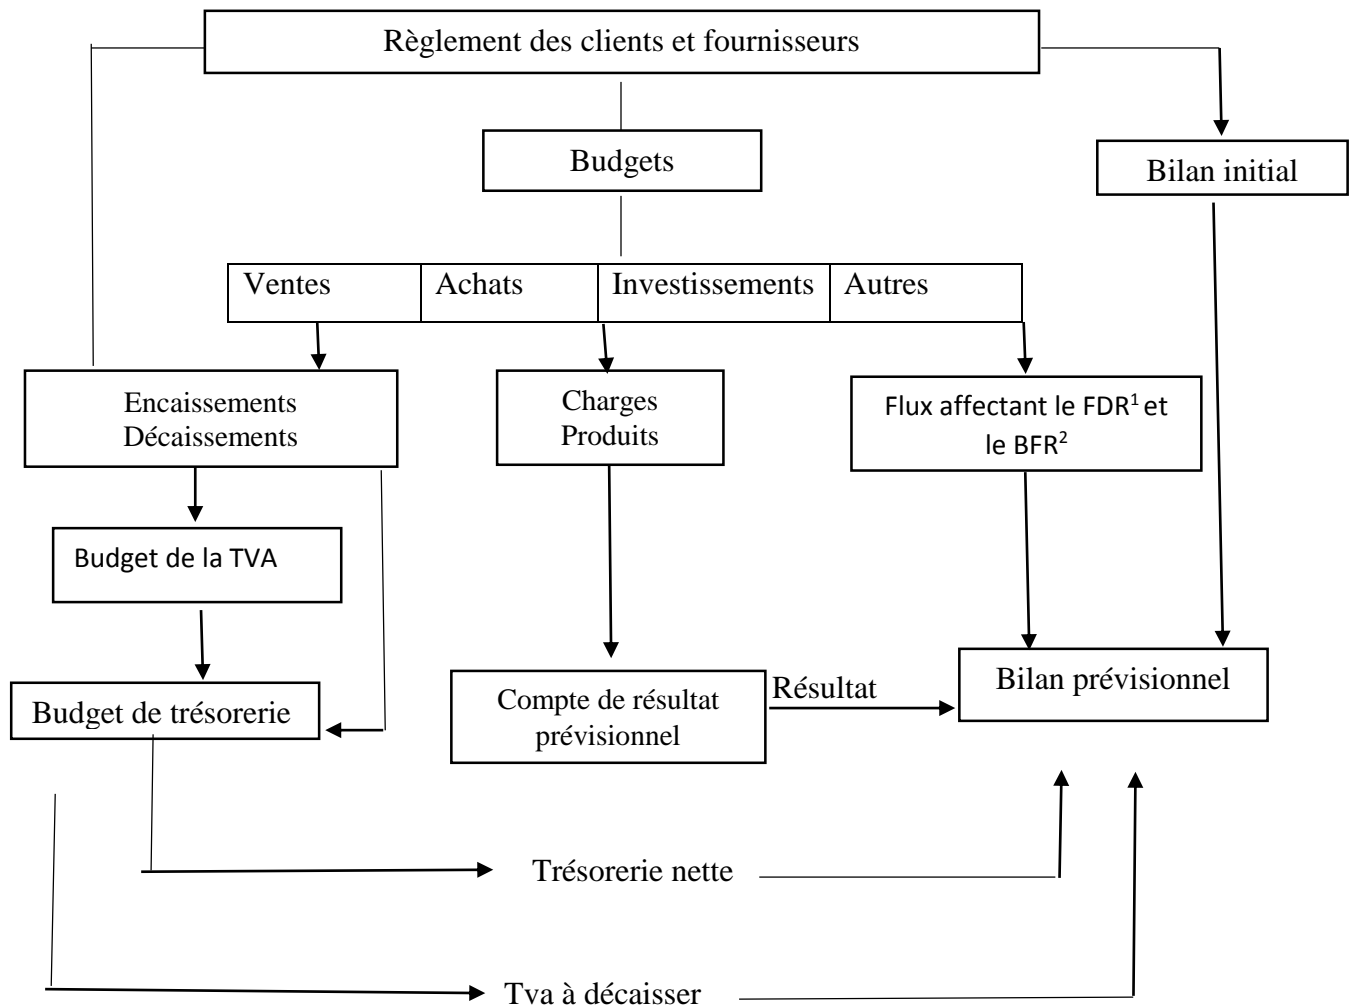 Règlement des clients et fournisseurs
Budgets
Bilan initial
Ventes Achats Investissements Autres
Encaissements
Décaissements
Charges
Produits
Flux affectant le FDR¹ et
le BFR²
Budget de la TVA
Budget de trésorerie
Compte de résultat
prévisionnel
Résultat
Bilan prévisionnel
Trésorerie nette
Tva à décaisser